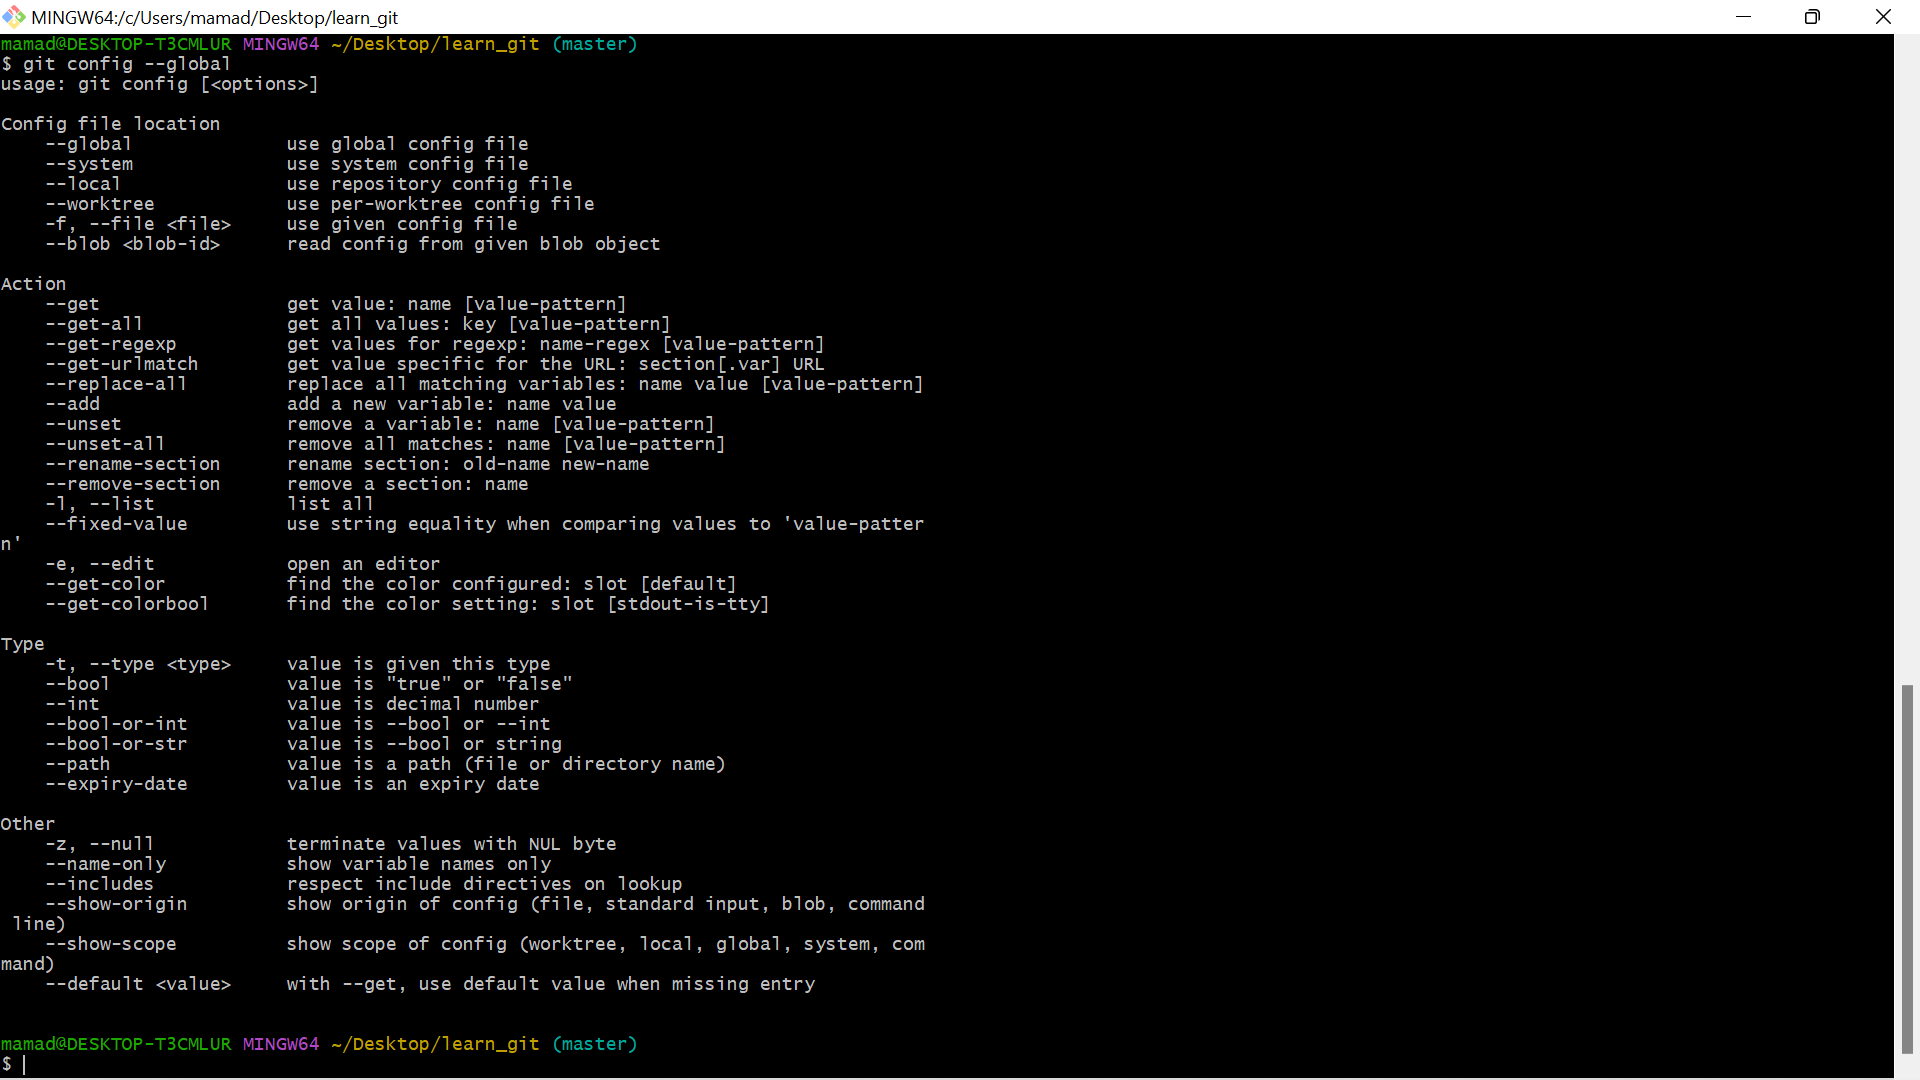 MINGW64:/c/Users/mamad/Desktop/learn_git
mamad@DESKTOP-T3CMLUR MINGW64 ~/Desktop/learn_git (master)
$ git config --global
usage: git config [<options>]

Config file location
    --global              use global config file
    --system              use system config file
    --local               use repository config file
    --worktree            use per-worktree config file
    -f, --file <file>     use given config file
    --blob <blob-id>      read config from given blob object

Action
    --get                 get value: name [value-pattern]
    --get-all             get all values: key [value-pattern]
    --get-regexp          get values for regexp: name-regex [value-pattern]
    --get-urlmatch        get value specific for the URL: section[.var] URL
    --replace-all         replace all matching variables: name value [value-pattern]
    --add                 add a new variable: name value
    --unset               remove a variable: name [value-pattern]
    --unset-all           remove all matches: name [value-pattern]
    --rename-section      rename section: old-name new-name
    --remove-section      remove a section: name
    -l, --list            list all
    --fixed-value         use string equality when comparing values to 'value-patter
n'
    -e, --edit            open an editor
    --get-color           find the color configured: slot [default]
    --get-colorbool       find the color setting: slot [stdout-is-tty]

Type
    -t, --type <type>     value is given this type
    --bool                value is "true" or "false"
    --int                 value is decimal number
    --bool-or-int         value is --bool or --int
    --bool-or-str         value is --bool or string
    --path                value is a path (file or directory name)
    --expiry-date         value is an expiry date

Other
    -z, --null            terminate values with NUL byte
    --name-only           show variable names only
    --includes            respect include directives on lookup
    --show-origin         show origin of config (file, standard input, blob, command
 line)
    --show-scope          show scope of config (worktree, local, global, system, com
mand)
    --default <value>     with --get, use default value when missing entry

mamad@DESKTOP-T3CMLUR MINGW64 ~/Desktop/learn_git (master)
$